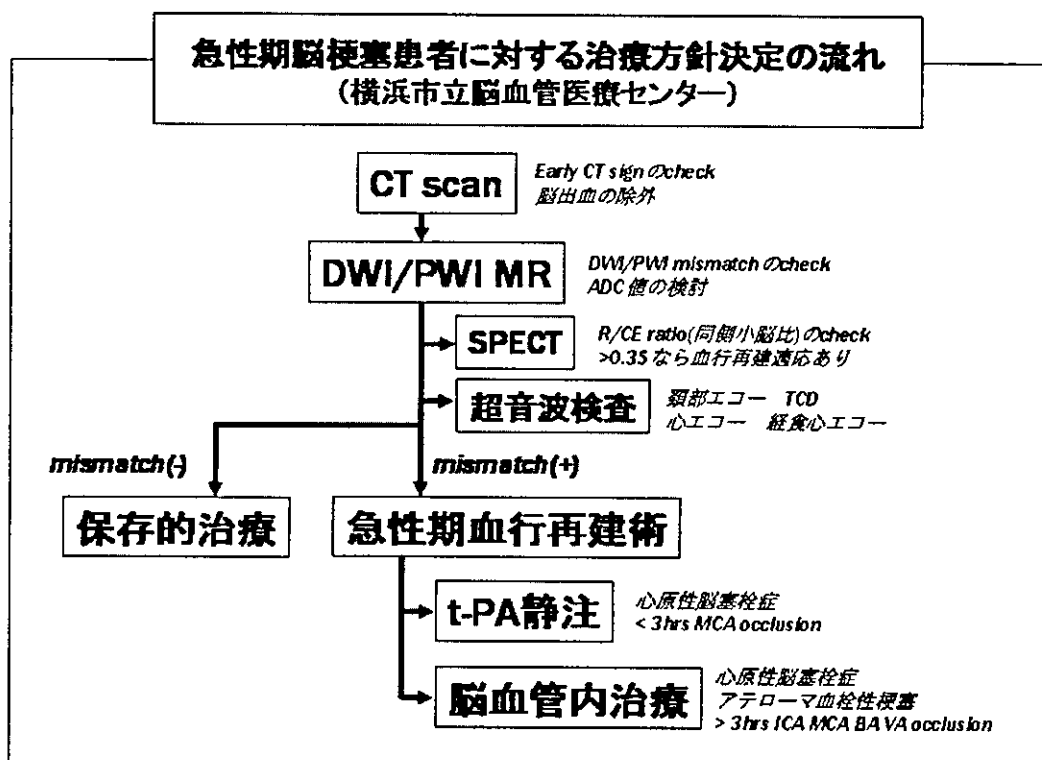 急性期脳梗塞患者に対する治療方針決定の流れ
(横浜市立脳血管医療センター)
CT scan
Early CT sign のcheck
脳出血の除外
DWI/PWI MR
DWI/PWI mismatch のcheck
ADC 値の検討
SPECT
R/CE ratio(同側小脳比)のcheck
>0.35 なら血行再建適応あり
超音波検査
頚部エコー TCD
心エコー 経食心エコー
mismatch(-)
mismatch(+)
保存的治療
急性期血行再建術
t-PA静注
心原性脳塞栓症
< 3hrs MCA occlusion
脳血管内治療
心原性脳塞栓症
アテローマ血栓性梗塞
> 3hrs ICA MCA BA VA occlusion